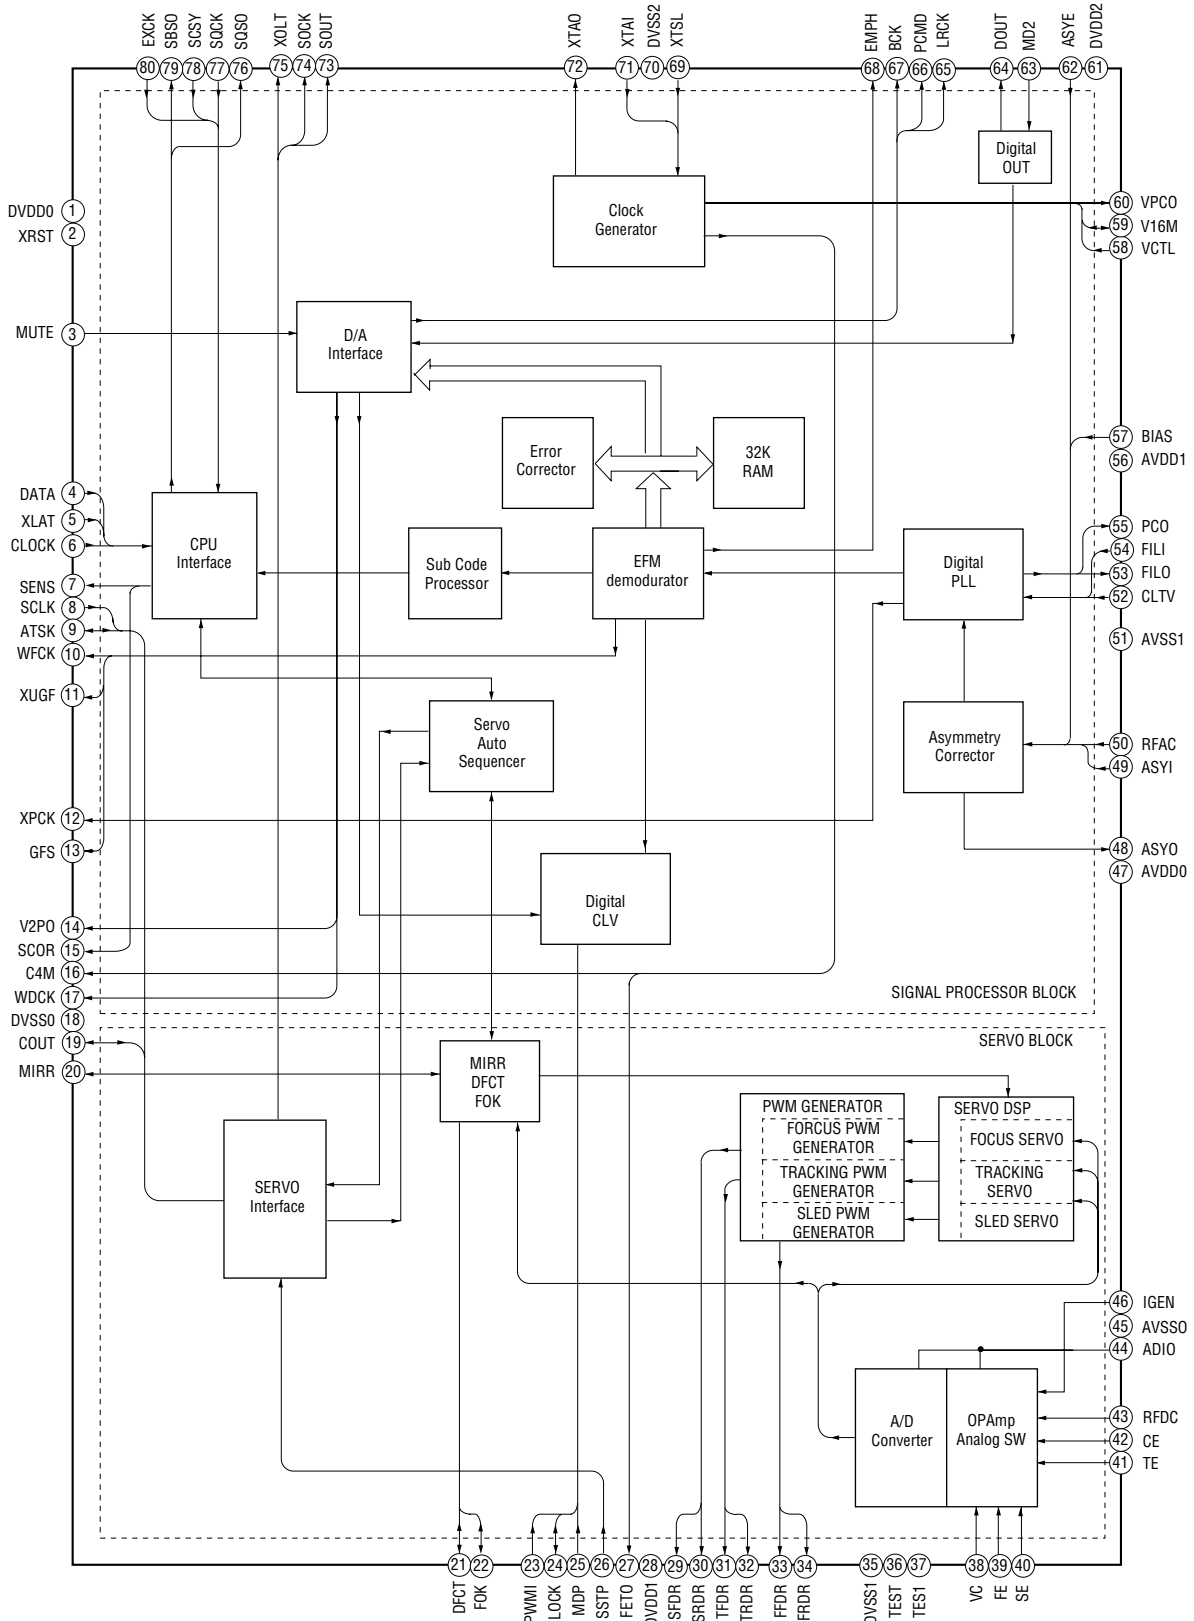 EXCK
SBSO
SCSY
SQCK
SQSO
XOLT
SOCK
SOUT
XTAO
XTAI
DVSS2
XTSL
EMPH
BCK
PCMD
LRCK
DOUT
MD2
ASYE
DVDD2
80 79 78 77 76 75 74 73 72 71 70 69 68 67 66 65 64 63 62 61
Digital
OUT
Clock
Generator
DVDD0 1
XRST 2
60 VPCO
59 V16M
58 VCTL
MUTE 3
D/A
Interface
Error
Corrector
32K
RAM
57 BIAS
56 AVDD1
DATA 4
XLAT 5
CLOCK 6
SENS 7
SCLK 8
ATSK 9
WFCK 10
XUGF 11
CPU
Interface
Sub Code
Processor
EFM
demodurator
Digital
PLL
55 PCO
54 FILI
53 FILO
52 CLTV
51 AVSS1
Servo
Auto
Sequencer
Asymmetry
Corrector
50 RFAC
49 ASYI
XPCK 12
GFS 13
48 ASYO
47 AVDD0
Digital
CLV
V2PO 14
SCOR 15
C4M 16
WDCK 17
DVSS0 18
COUT 19
MIRR 20
SIGNAL PROCESSOR BLOCK
SERVO BLOCK
MIRR
DFCT
FOK
PWM GENERATOR
FORCUS PWM
GENERATOR
TRACKING PWM
GENERATOR
SLED PWM
GENERATOR
SERVO DSP
FOCUS SERVO
TRACKING
SERVO
SLED SERVO
SERVO
Interface
46 IGEN
45 AVSSO
44 ADIO
A/D
Converter
OPAmp
Analog SW
43 RFDC
42 CE
41 TE
21 22 23 24 25 26 27 28 29 30 31 32 33 34 35 36 37 38 39 40
DFCT
FOK
PWMI
LOCK
MDP
SSTP
FETO
DVDD1
SFDR
SRDR
TFDR
TRDR
FFDR
FRDR
DVSS1
TEST
TES1
VC
FE
SE